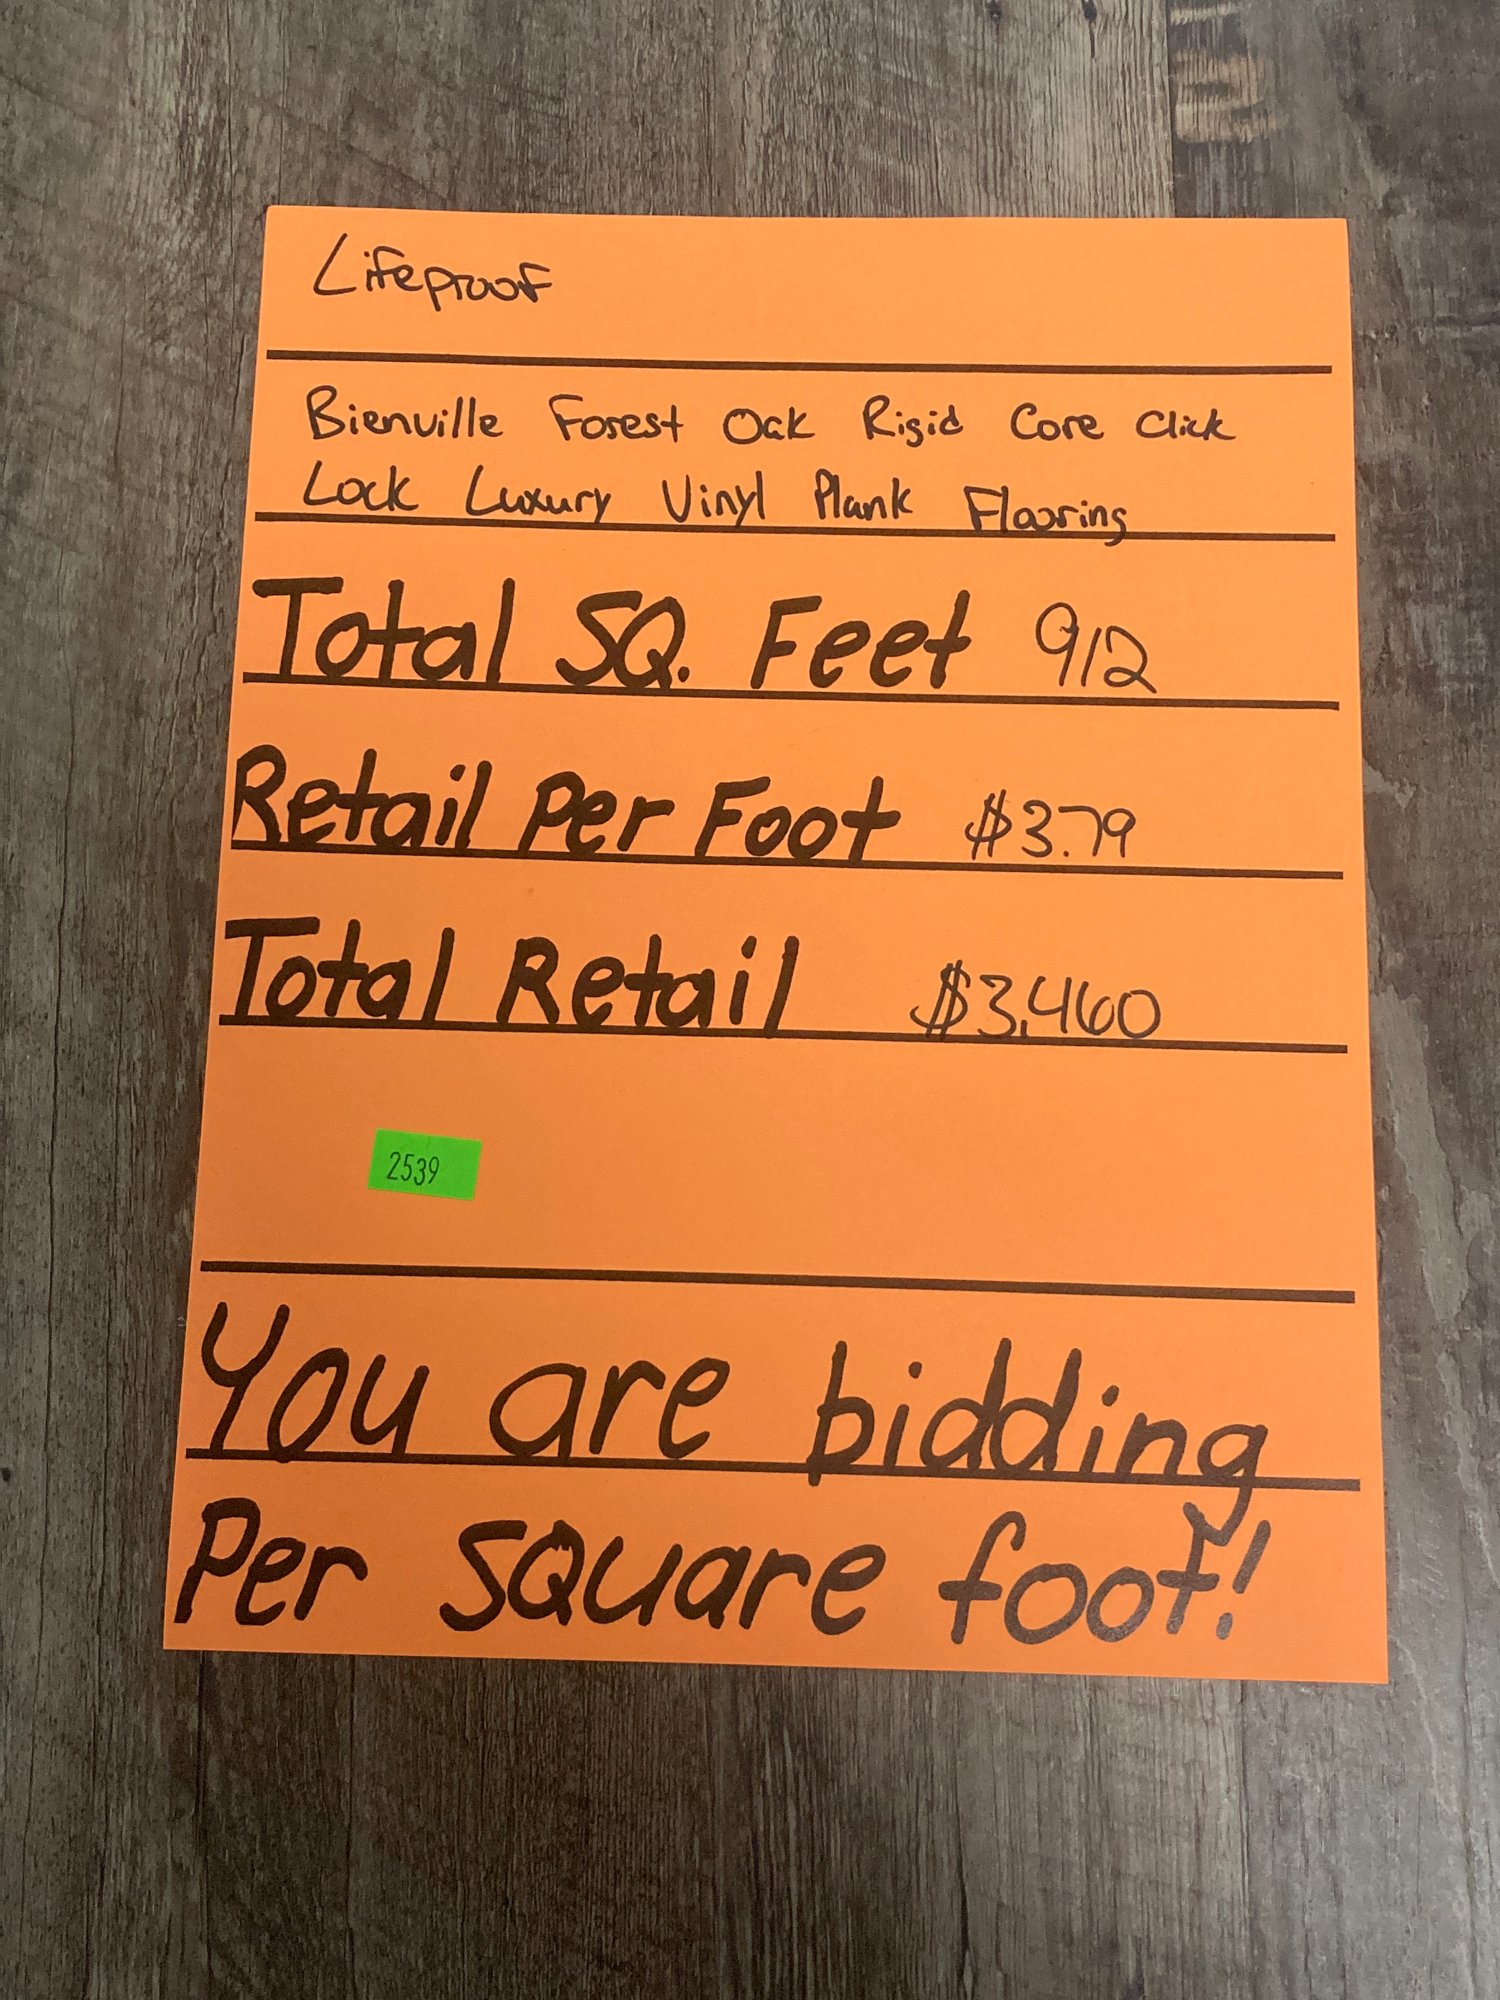 Lifeproof
Bienville Forest Oak Rigid Core Click
Lock Luxury Vinyl Plank Flooring
Total SQ. Feet 912
Retail Per Foot $3.79
Total Retail $3,460
2539
You are bidding
Per square foot!